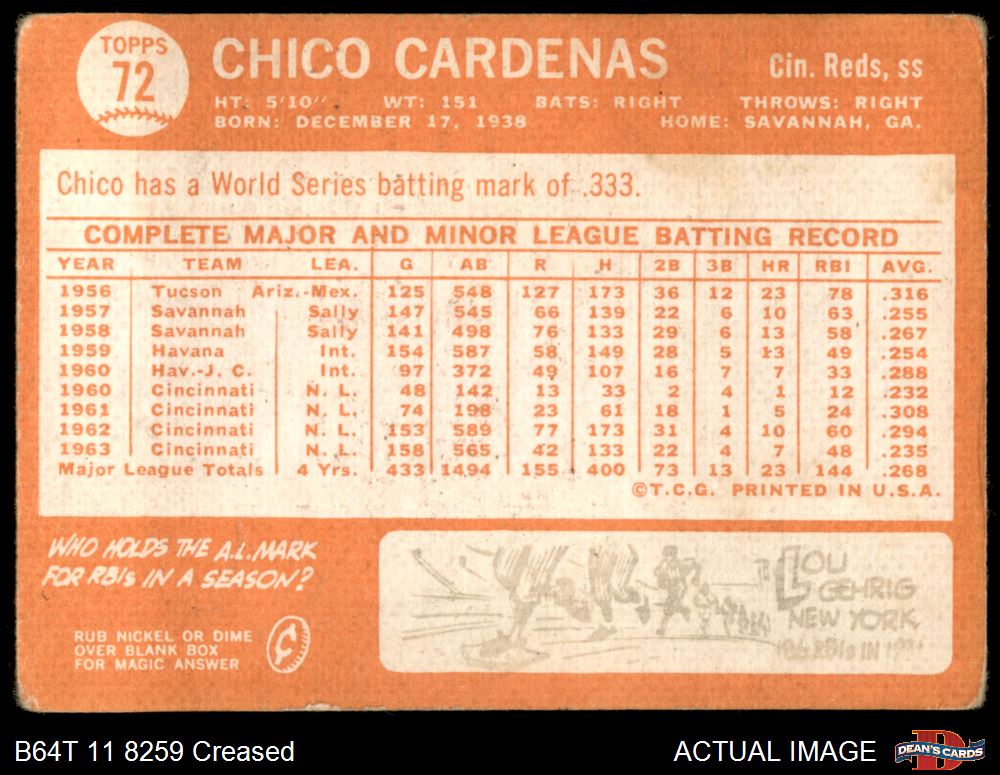 TOPPS
72
CHICO CARDENAS
Cin. Reds, ss
HT: 5'10" WT: 151 BATS: RIGHT THROWS: RIGHT
BORN: DECEMBER 17, 1938 HOME: SAVANNAH, GA.
Chico has a World Series batting mark of .333.
COMPLETE MAJOR AND MINOR LEAGUE BATTING RECORD
YEAR TEAM LEA. G AB R H 2B 3B HR RBI AVG.
1956 Tucson Ariz.-Mex. 125 548 127 173 36 12 23 78 .316
1957 Savannah Sally 147 545 66 139 22 6 10 63 .255
1958 Savannah Sally 141 498 76 133 29 6 13 58 .267
1959 Havana Int. 154 587 58 149 28 5 13 49 .254
1960 Hav.-J. C. Int. 97 372 49 107 16 7 7 33 .288
1960 Cincinnati N. L. 48 142 13 33 2 4 1 12 .232
1961 Cincinnati N. L. 74 198 23 61 18 1 5 24 .308
1962 Cincinnati N. L. 153 589 77 173 31 4 10 60 .294
1963 Cincinnati N. L. 158 565 42 133 22 4 7 48 .235
Major League Totals 4 Yrs. 433 1494 155 400 73 13 23 144 .268
©T.C.G. PRINTED IN U.S.A.
WHO HOLDS THE A.L. MARK
FOR RBIs IN A SEASON?
RUB NICKEL OR DIME
OVER BLANK BOX
FOR MAGIC ANSWER
LOU
GEHRIG
NEW YORK
RBIs IN
B64T 11 8259 Creased
ACTUAL IMAGE
DEAN'S CARDS